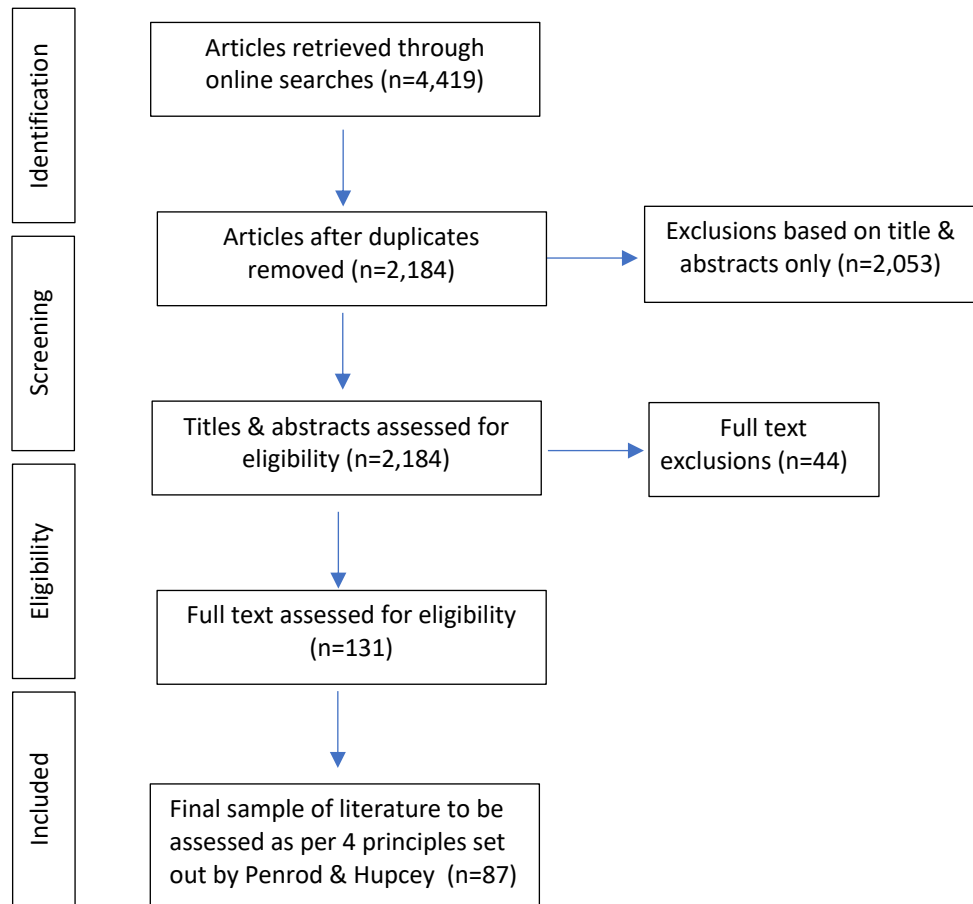 Identification
Articles retrieved through
online searches (n=4,419)
Articles after duplicates
removed (n=2,184)
Exclusions based on title &
abstracts only (n=2,053)
Screening
Titles & abstracts assessed for
eligibility (n=2,184)
Full text
exclusions (n=44)
Eligibility
Full text assessed for eligibility
(n=131)
Included
Final sample of literature to be
assessed as per 4 principles set
out by Penrod & Hupcey (n=87)